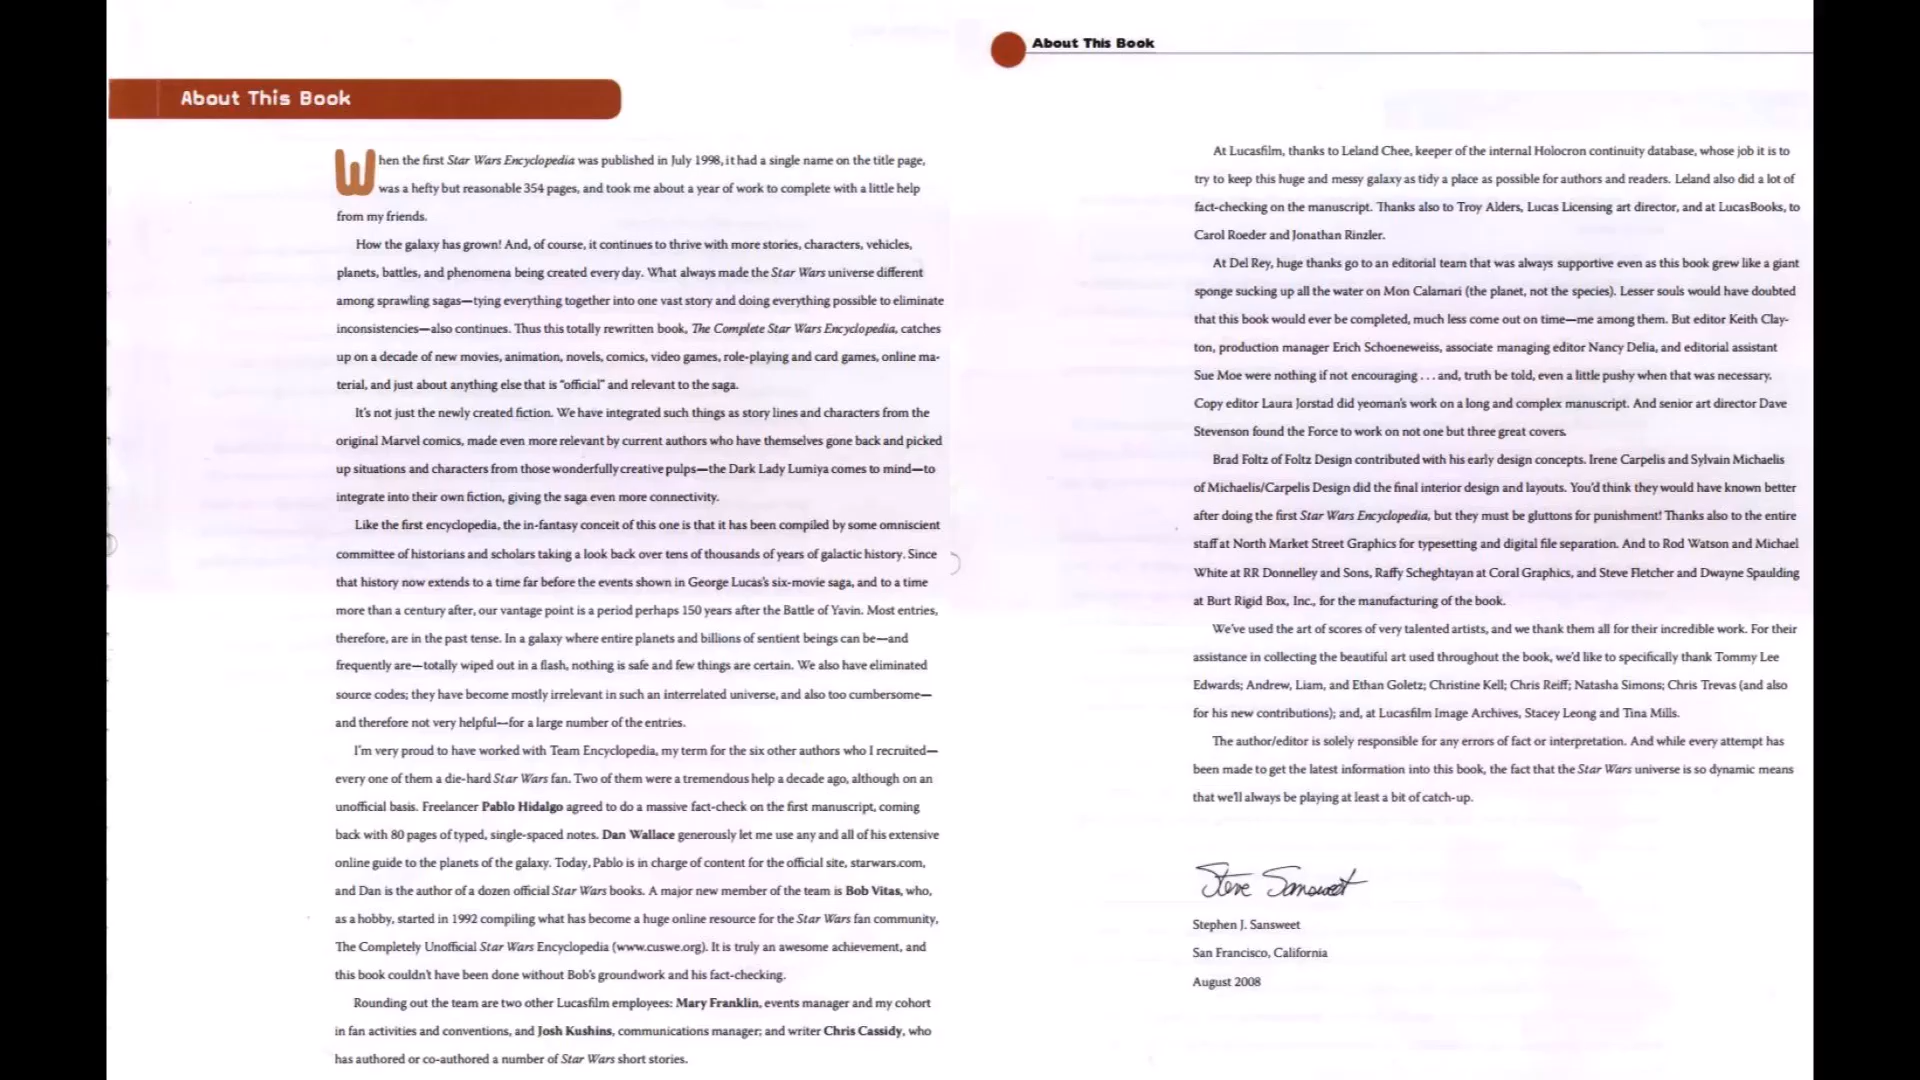 About This Book
When the first Star Wars Encyclopedia was published in July 1998, it had a single name on the title page,
was a hefty but reasonable 354 pages, and took me about a year of work to complete with a little help
from my friends.
How the galaxy has grown! And, of course, it continues to thrive with more stories, characters, vehicles,
planets, battles, and phenomena being created every day. What always made the Star Wars universe different
among sprawling sagas—tying everything together into one vast story and doing everything possible to eliminate
inconsistencies—also continues. Thus this totally rewritten book, The Complete Star Wars Encyclopedia, catches
up on a decade of new movies, animation, novels, comics, video games, role-playing and card games, online ma-
terial, and just about anything else that is "official" and relevant to the saga.
It's not just the newly created fiction. We have integrated such things as story lines and characters from the
original Marvel comics, made even more relevant by current authors who have themselves gone back and picked
up situations and characters from those wonderfully creative pulps—the Dark Lady Lumiya comes to mind—to
integrate into their own fiction, giving the saga even more connectivity.
Like the first encyclopedia, the in-fantasy conceit of this one is that it has been compiled by some omniscient
committee of historians and scholars taking a look back over tens of thousands of years of galactic history. Since
that history now extends to a time far before the events shown in George Lucas's six-movie saga, and to a time
more than a century after, our vantage point is a period perhaps 150 years after the Battle of Yavin. Most entries,
therefore, are in the past tense. In a galaxy where entire planets and billions of sentient beings can be—and
frequently are—totally wiped out in a flash, nothing is safe and few things are certain. We also have eliminated
source codes; they have become mostly irrelevant in such an interrelated universe, and also too cumbersome—
and therefore not very helpful—for a large number of the entries.
I'm very proud to have worked with Team Encyclopedia, my term for the six other authors who I recruited—
every one of them a die-hard Star Wars fan. Two of them were a tremendous help a decade ago, although on an
unofficial basis. Freelancer Pablo Hidalgo agreed to do a massive fact-check on the first manuscript, coming
back with 80 pages of typed, single-spaced notes. Dan Wallace generously let me use any and all of his extensive
online guide to the planets of the galaxy. Today, Pablo is in charge of content for the official site, starwars.com,
and Dan is the author of a dozen official Star Wars books. A major new member of the team is Bob Vitas, who,
as a hobby, started in 1992 compiling what has become a huge online resource for the Star Wars fan community,
The Completely Unofficial Star Wars Encyclopedia (www.cuswe.org). It is truly an awesome achievement, and
this book couldn't have been done without Bob's groundwork and his fact-checking.
Rounding out the team are two other Lucasfilm employees: Mary Franklin, events manager and my cohort
in fan activities and conventions, and Josh Kushins, communications manager; and writer Chris Cassidy, who
has authored or co-authored a number of Star Wars short stories.
About This Book
At Lucasfilm, thanks to Leland Chee, keeper of the internal Holocron continuity database, whose job it is to
try to keep this huge and messy galaxy as tidy a place as possible for authors and readers. Leland also did a lot of
fact-checking on the manuscript. Thanks also to Troy Alders, Lucas Licensing art director, and at LucasBooks, to
Carol Roeder and Jonathan Rinzler.
At Del Rey, huge thanks go to an editorial team that was always supportive even as this book grew like a giant
sponge sucking up all the water on Mon Calamari (the planet, not the species). Lesser souls would have doubted
that this book would ever be completed, much less come out on time—me among them. But editor Keith Clay-
ton, production manager Erich Schoeneweiss, associate managing editor Nancy Delia, and editorial assistant
Sue Moe were nothing if not encouraging . . . and, truth be told, even a little pushy when that was necessary.
Copy editor Laura Jorstad did yeoman's work on a long and complex manuscript. And senior art director Dave
Stevenson found the Force to work on not one but three great covers.
Brad Foltz of Foltz Design contributed with his early design concepts. Irene Carpelis and Sylvain Michaelis
of Michaelis/Carpelis Design did the final interior design and layouts. You'd think they would have known better
after doing the first Star Wars Encyclopedia, but they must be gluttons for punishment! Thanks also to the entire
staff at North Market Street Graphics for typesetting and digital file separation. And to Rod Watson and Michael
White at RR Donnelley and Sons, Raffy Scheghtayan at Coral Graphics, and Steve Fletcher and Dwayne Spaulding
at Burt Rigid Box, Inc., for the manufacturing of the book.
We've used the art of scores of very talented artists, and we thank them all for their incredible work. For their
assistance in collecting the beautiful art used throughout the book, we'd like to specifically thank Tommy Lee
Edwards; Andrew, Liam, and Ethan Goletz; Christine Kell; Chris Reiff; Natasha Simons; Chris Trevas (and also
for his new contributions); and, at Lucasfilm Image Archives, Stacey Leong and Tina Mills.
The author/editor is solely responsible for any errors of fact or interpretation. And while every attempt has
been made to get the latest information into this book, the fact that the Star Wars universe is so dynamic means
that we'll always be playing at least a bit of catch-up.
Steve Sansweet
Stephen J. Sansweet
San Francisco, California
August 2008